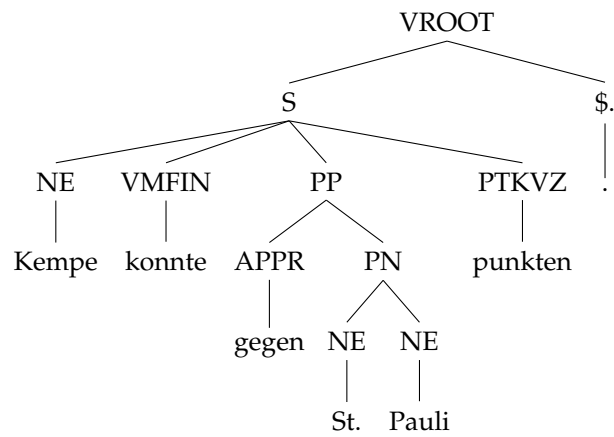 VROOT
S $.
NE VMFIN PP PTKVZ .
Kempe konnte APPR PN punkten
gegen NE NE
St. Pauli